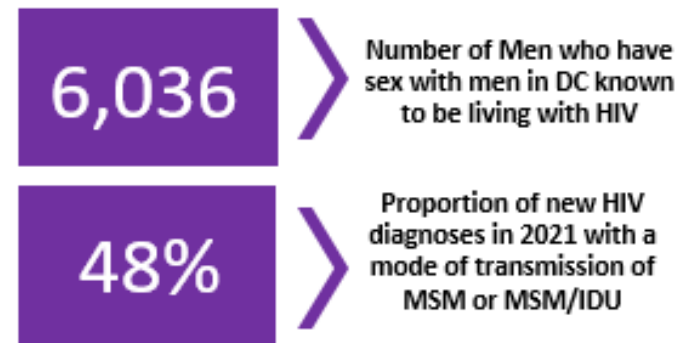 6,036
Number of Men who have
sex with men in DC known
to be living with HIV
48%
Proportion of new HIV
diagnoses in 2021 with a
mode of transmission of
MSM or MSM/IDU